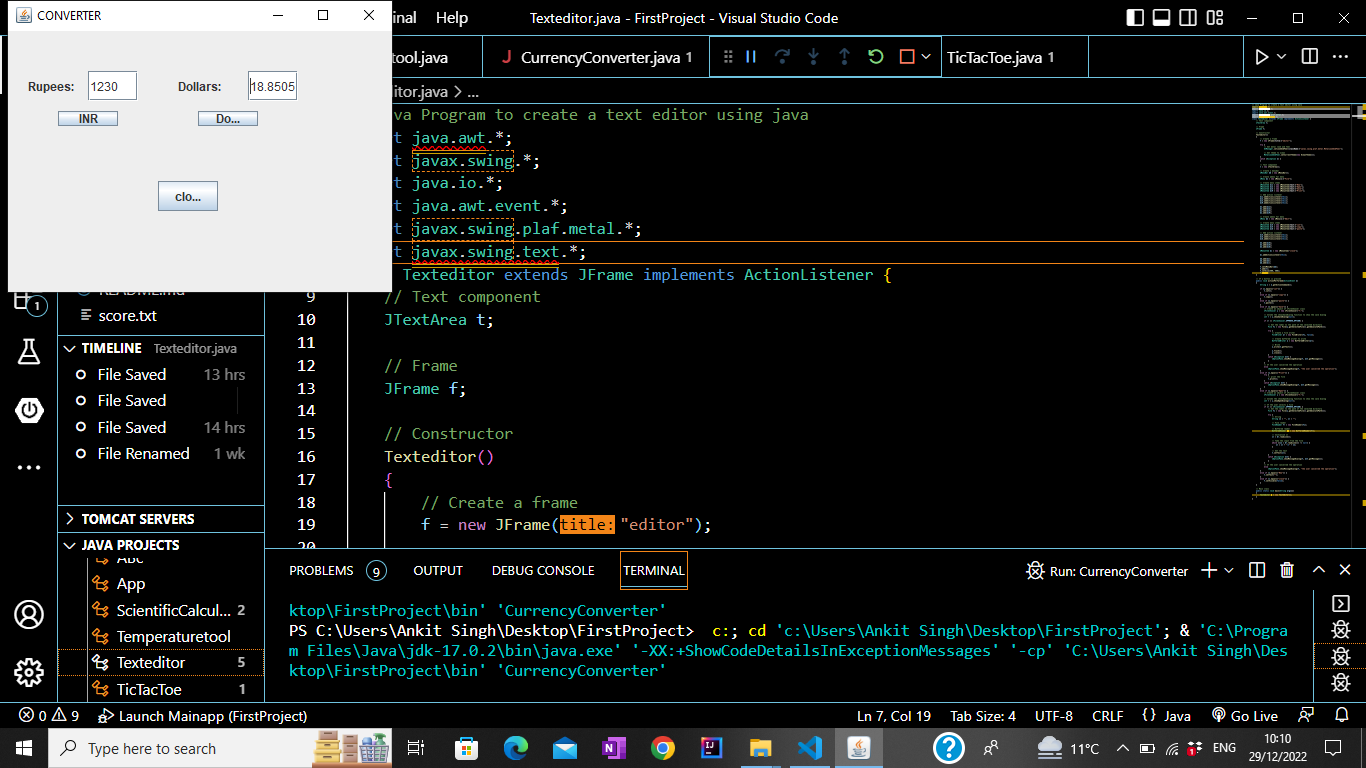 CONVERTER
Rupees: 1230 Dollars: 18.8505
INR Do...
clo...
inal Help Texteditor.java - FirstProject - Visual Studio Code
tool.java CurrencyConverter.java 1 TicTacToe.java 1
ditor.java > ...
va Program to create a text editor using java
t java.awt.*;
t javax.swing.*;
t java.io.*;
t java.awt.event.*;
t javax.swing.plaf.metal.*;
t javax.swing.text.*;
Texteditor extends JFrame implements ActionListener {
9 // Text component
10 JTextArea t;
11
12 // Frame
13 JFrame f;
14
15 // Constructor
16 Texteditor()
17 {
18 // Create a frame
19 f = new JFrame(title: "editor");
20
1
README.md
score.txt
TIMELINE Texteditor.java
File Saved 13 hrs
File Saved
File Saved 14 hrs
File Renamed 1 wk
TOMCAT SERVERS
JAVA PROJECTS
ABC
App
ScientificCalcul... 2
Temperaturetool
Texteditor 5
TicTacToe 1
PROBLEMS 9 OUTPUT DEBUG CONSOLE TERMINAL Run: CurrencyConverter
ktop\FirstProject\bin' 'CurrencyConverter'
PS C:\Users\Ankit Singh\Desktop\FirstProject> c:; cd 'c:\Users\Ankit Singh\Desktop\FirstProject'; & 'C:\Progra
m Files\Java\jdk-17.0.2\bin\java.exe' '-XX:+ShowCodeDetailsInExceptionMessages' '-cp' 'C:\Users\Ankit Singh\Des
ktop\FirstProject\bin' 'CurrencyConverter'
0 9 Launch Mainapp (FirstProject) Ln 7, Col 19 Tab Size: 4 UTF-8 CRLF {} Java Go Live
Type here to search 11°C ENG 10:10
29/12/2022